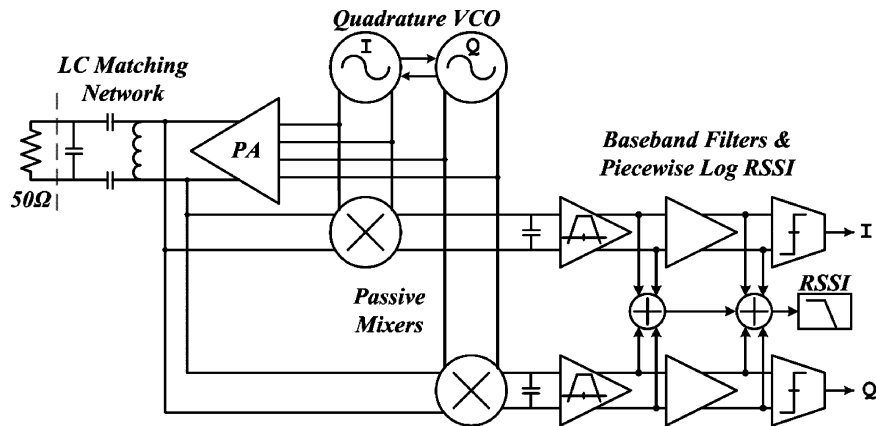 Quadrature VCO
I
Q
LC Matching
Network
PA
50Ω
Baseband Filters &
Piecewise Log RSSI
I
Passive
Mixers
RSSI
Q